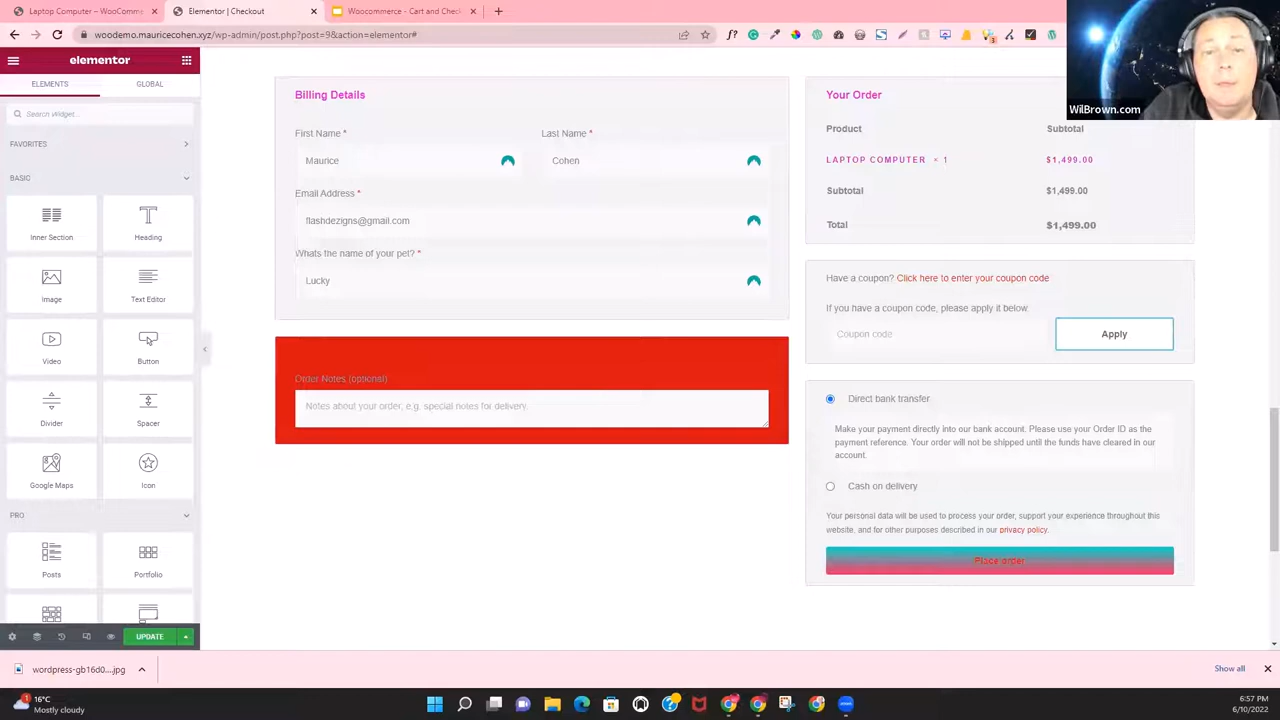 Laptop Computer – WooComm
Elementor | Checkout
Woocommerce - Cart and Check
woodemo.mauricecohen.xyz/wp-admin/post.php?post=9&action=elementor#
WilBrown.com
elementor
ELEMENTS
GLOBAL
Search Widget...
FAVORITES
BASIC
Inner Section
Heading
Image
Text Editor
Video
Button
Divider
Spacer
Google Maps
Icon
PRO
Posts
Portfolio
UPDATE
Billing Details
First Name *
Last Name *
Maurice
Cohen
Email Address *
flashdezigns@gmail.com
Whats the name of your pet? *
Lucky
Order Notes (optional)
Notes about your order, e.g. special notes for delivery.
Your Order
Product
Subtotal
LAPTOP COMPUTER × 1
$1,499.00
Subtotal
$1,499.00
Total
$1,499.00
Have a coupon? Click here to enter your coupon code
If you have a coupon code, please apply it below.
Coupon code
Apply
Direct bank transfer
Make your payment directly into our bank account. Please use your Order ID as the
payment reference. Your order will not be shipped until the funds have cleared in our
account.
Cash on delivery
Your personal data will be used to process your order, support your experience throughout this
website, and for other purposes described in our privacy policy.
Place order
wordpress-gb16d0....jpg
Show all
16°C
Mostly cloudy
6:57 PM
6/10/2022